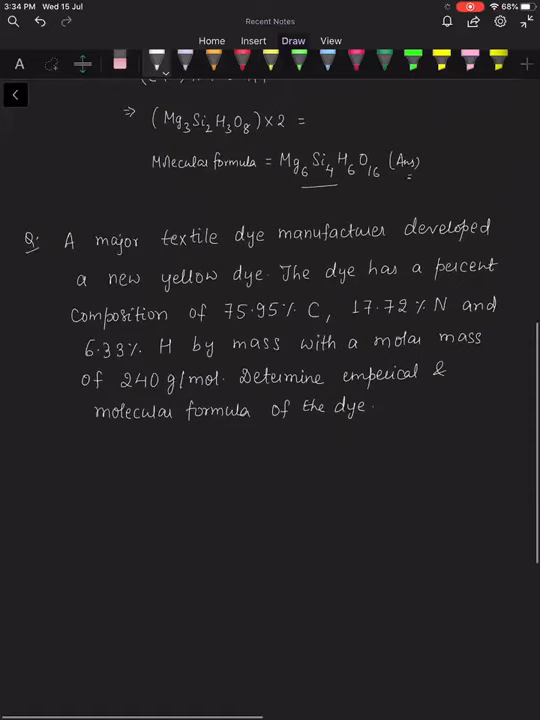 3:34 PM Wed 15 Jul
68%
Recent Notes
Home Insert Draw View
A
⇒ (Mg3Si2H3O8)×2 =
Molecular formula = Mg6Si4H6O16 (Ans)
Q: A major textile dye manufacturer developed
a new yellow dye. The dye has a percent
composition of 75.95% C, 17.72% N and
6.33% H by mass with a molar mass
of 240 g/mol. Determine emperical &
molecular formula of the dye.